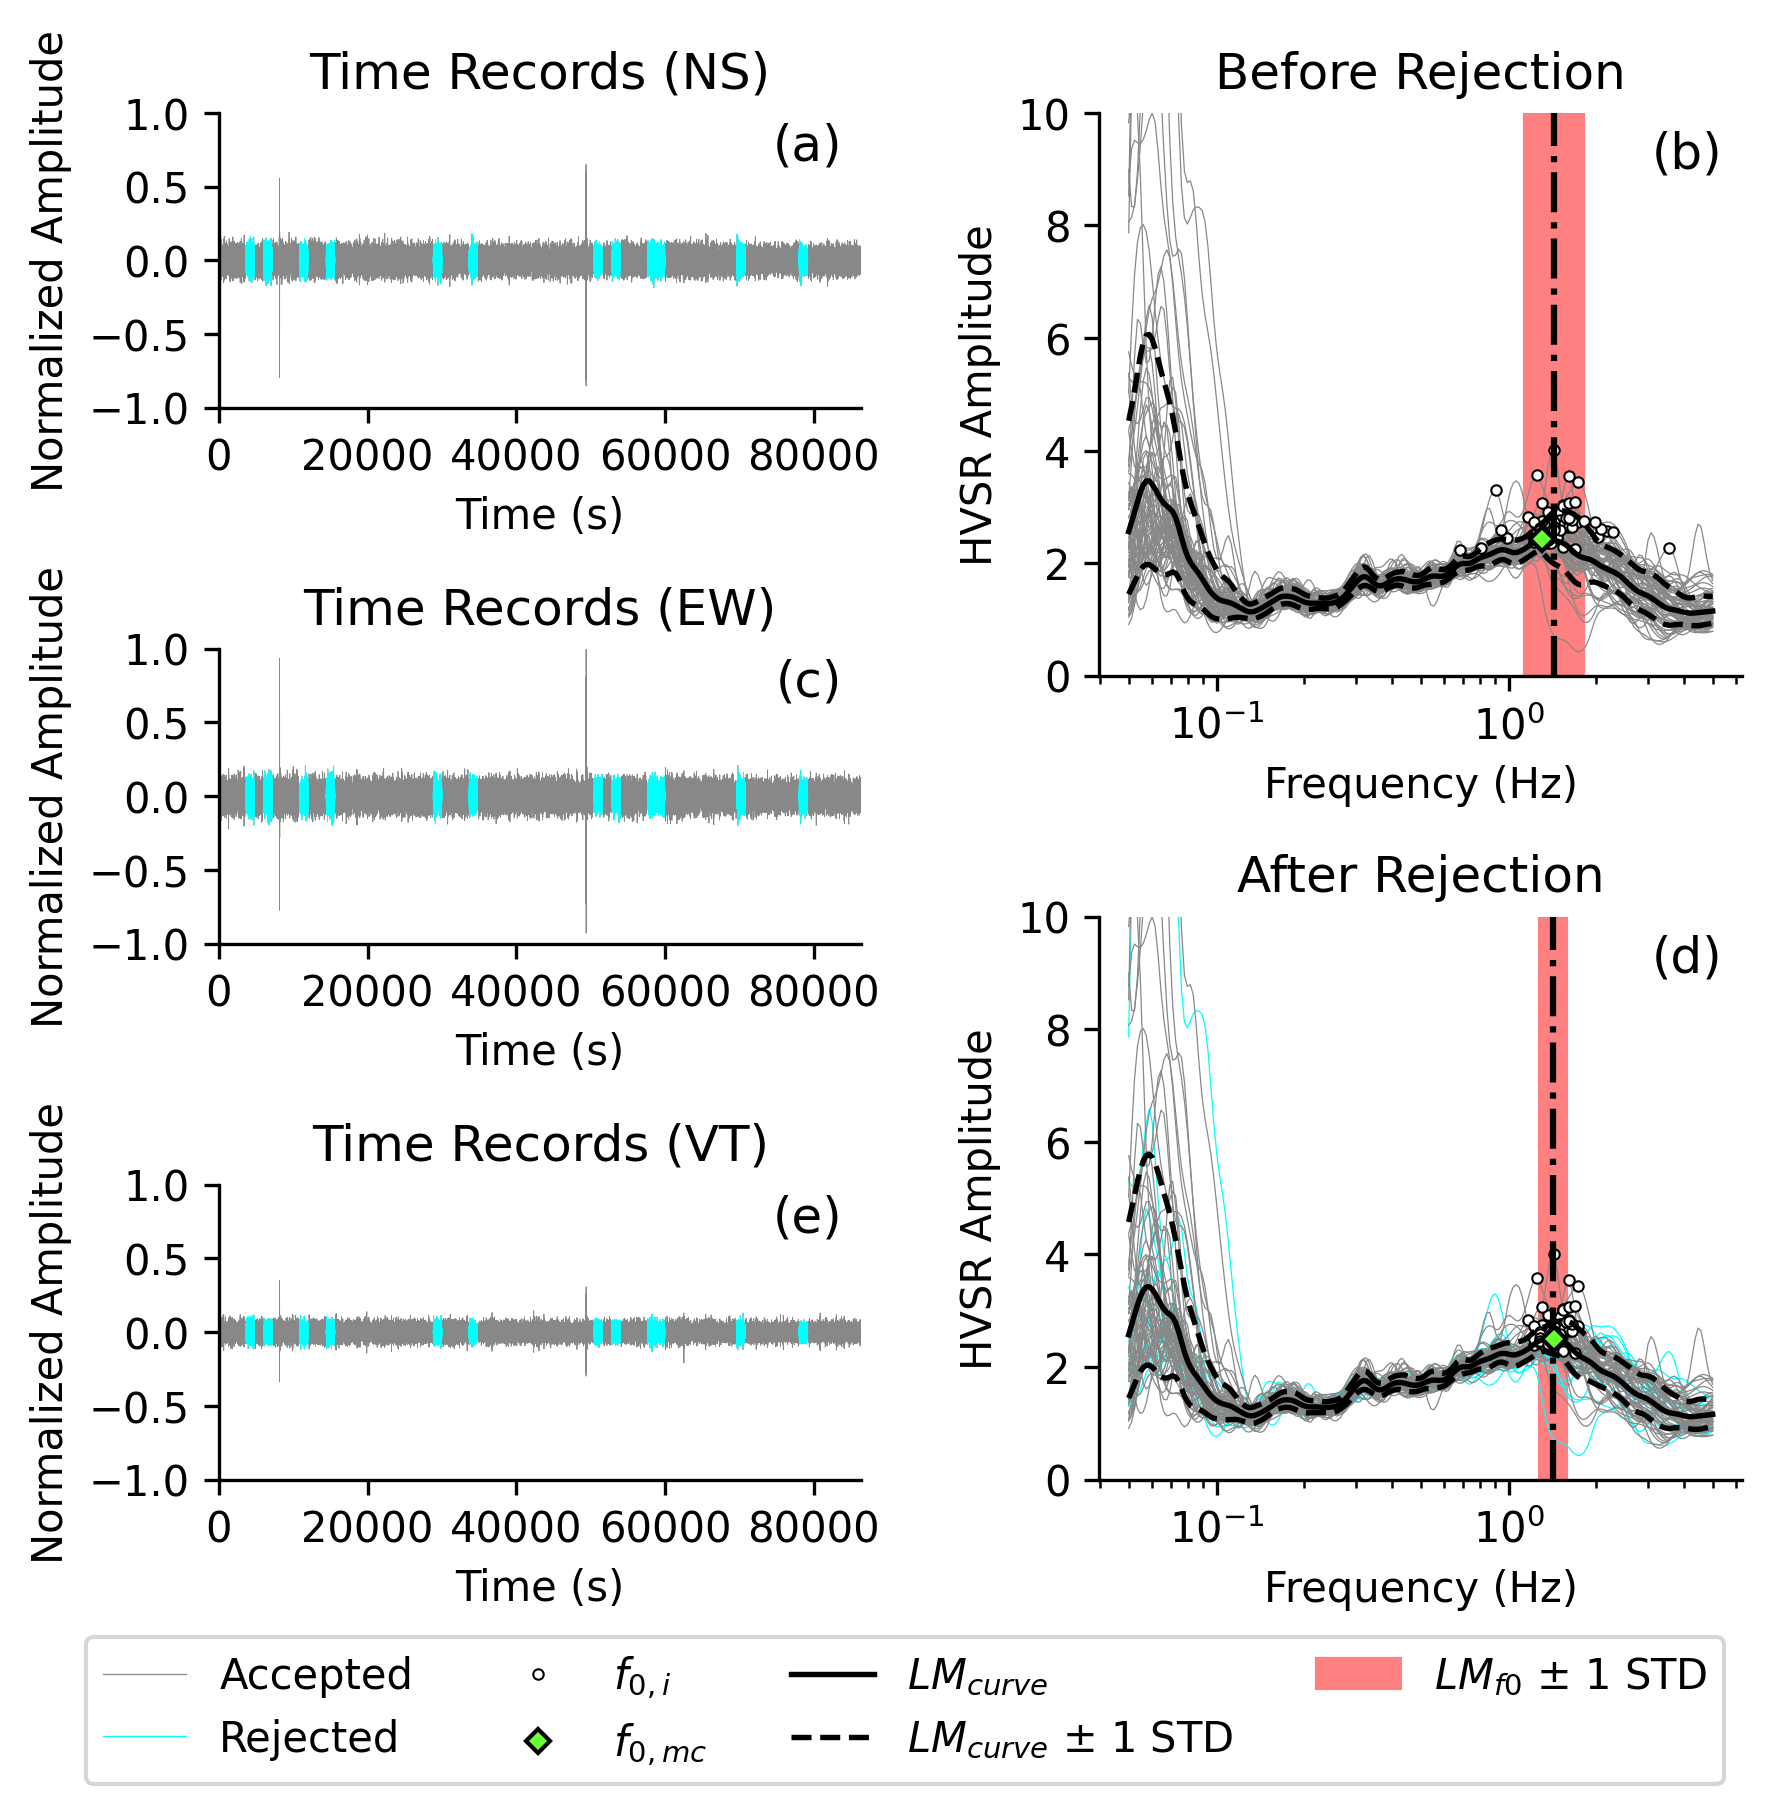 Time Records (NS)
(a)
Normalized Amplitude
1.0
0.5
0.0
−0.5
−1.0
0 20000 40000 60000 80000
Time (s)
Before Rejection
(b)
HVSR Amplitude
10
8
6
4
2
0
10⁻¹ 10⁰
Frequency (Hz)
Time Records (EW)
(c)
Normalized Amplitude
1.0
0.5
0.0
−0.5
−1.0
0 20000 40000 60000 80000
Time (s)
After Rejection
(d)
HVSR Amplitude
10
8
6
4
2
0
10⁻¹ 10⁰
Frequency (Hz)
Time Records (VT)
(e)
Normalized Amplitude
1.0
0.5
0.0
−0.5
−1.0
0 20000 40000 60000 80000
Time (s)
Accepted
Rejected
f0,i
f0,mc
LMcurve
LMcurve ± 1 STD
LMf0 ± 1 STD